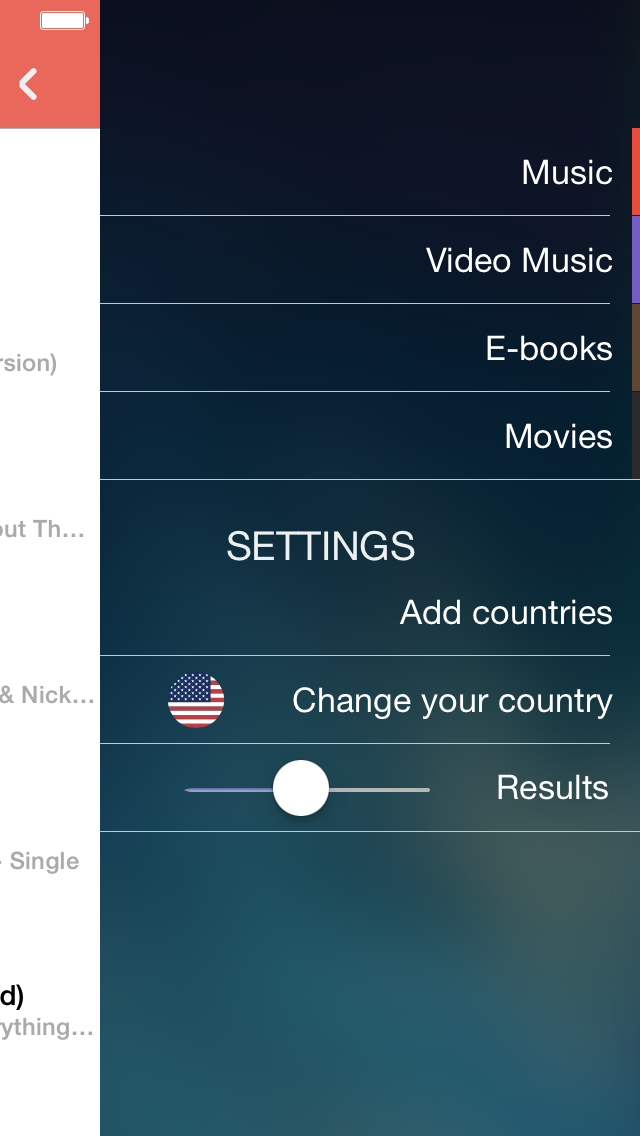 Music
Video Music
E-books
rsion)
Movies
out Th...
SETTINGS
Add countries
& Nick...
Change your country
Results
- Single
d)
ything...